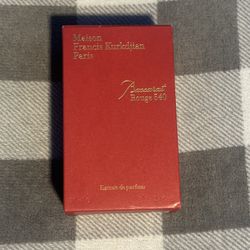 Maison
Francis Kurkdjian
Paris
Baccarat
Rouge 540
Extrait de parfum